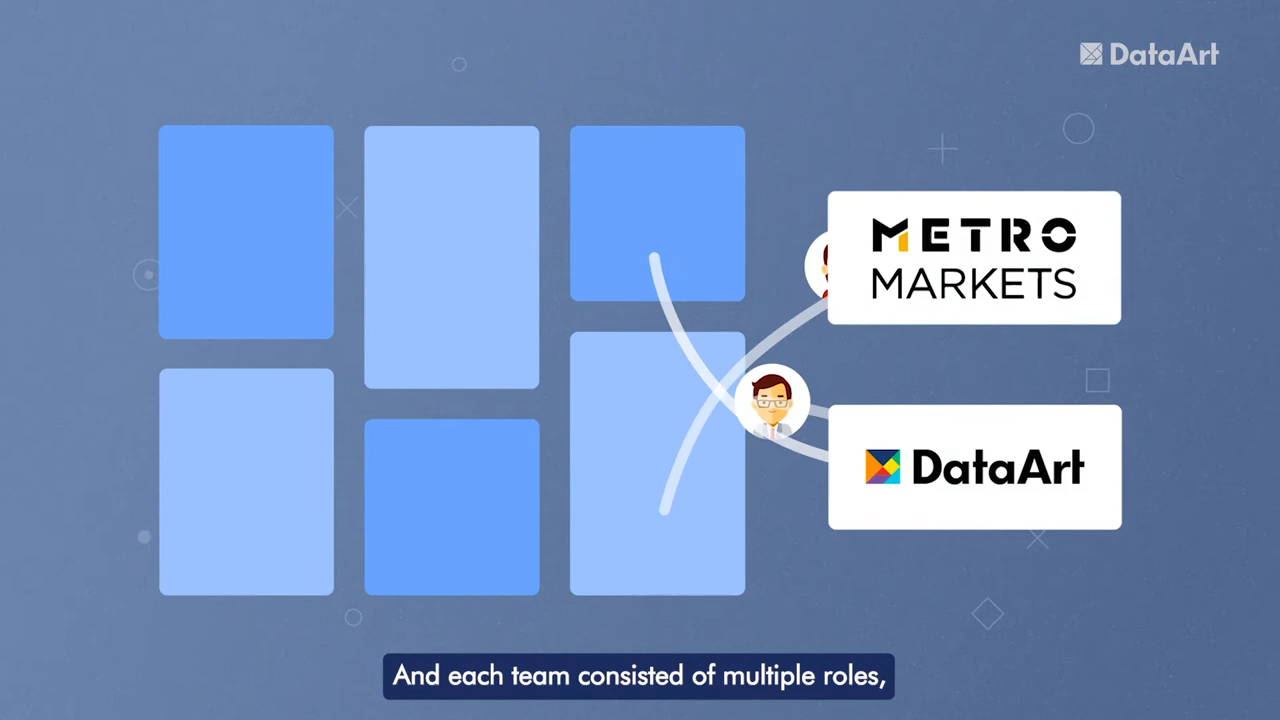 DataArt
METRO
MARKETS
DataArt
And each team consisted of multiple roles,